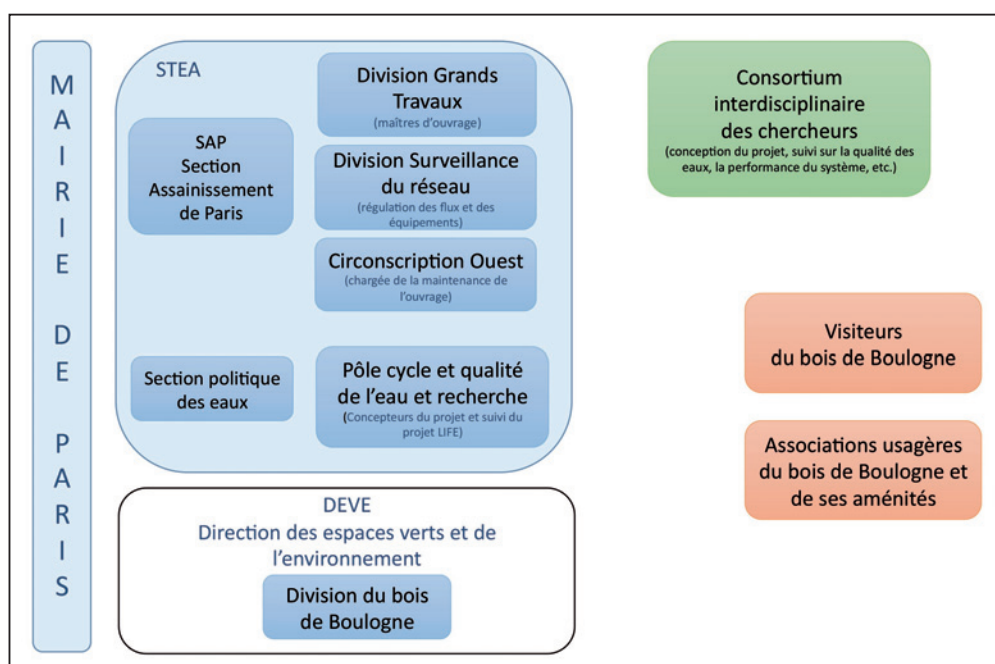 MAIRIE DE PARIS
STEA
SAP
Section
Assainissement
de Paris
Division Grands
Travaux
(maîtres d'ouvrage)
Division Surveillance
du réseau
(régulation des flux et des
équipements)
Circonscription Ouest
(chargée de la maintenance de
l'ouvrage)
Section politique
des eaux
Pôle cycle et qualité
de l'eau et recherche
(Concepteurs du projet et suivi du
projet LIFE)
DEVE
Direction des espaces verts et de
l'environnement
Division du bois
de Boulogne
Consortium
interdisciplinaire
des chercheurs
(conception du projet, suivi sur la qualité des
eaux, la performance du système, etc.)
Visiteurs
du bois de Boulogne
Associations usagères
du bois de Boulogne et
de ses aménités